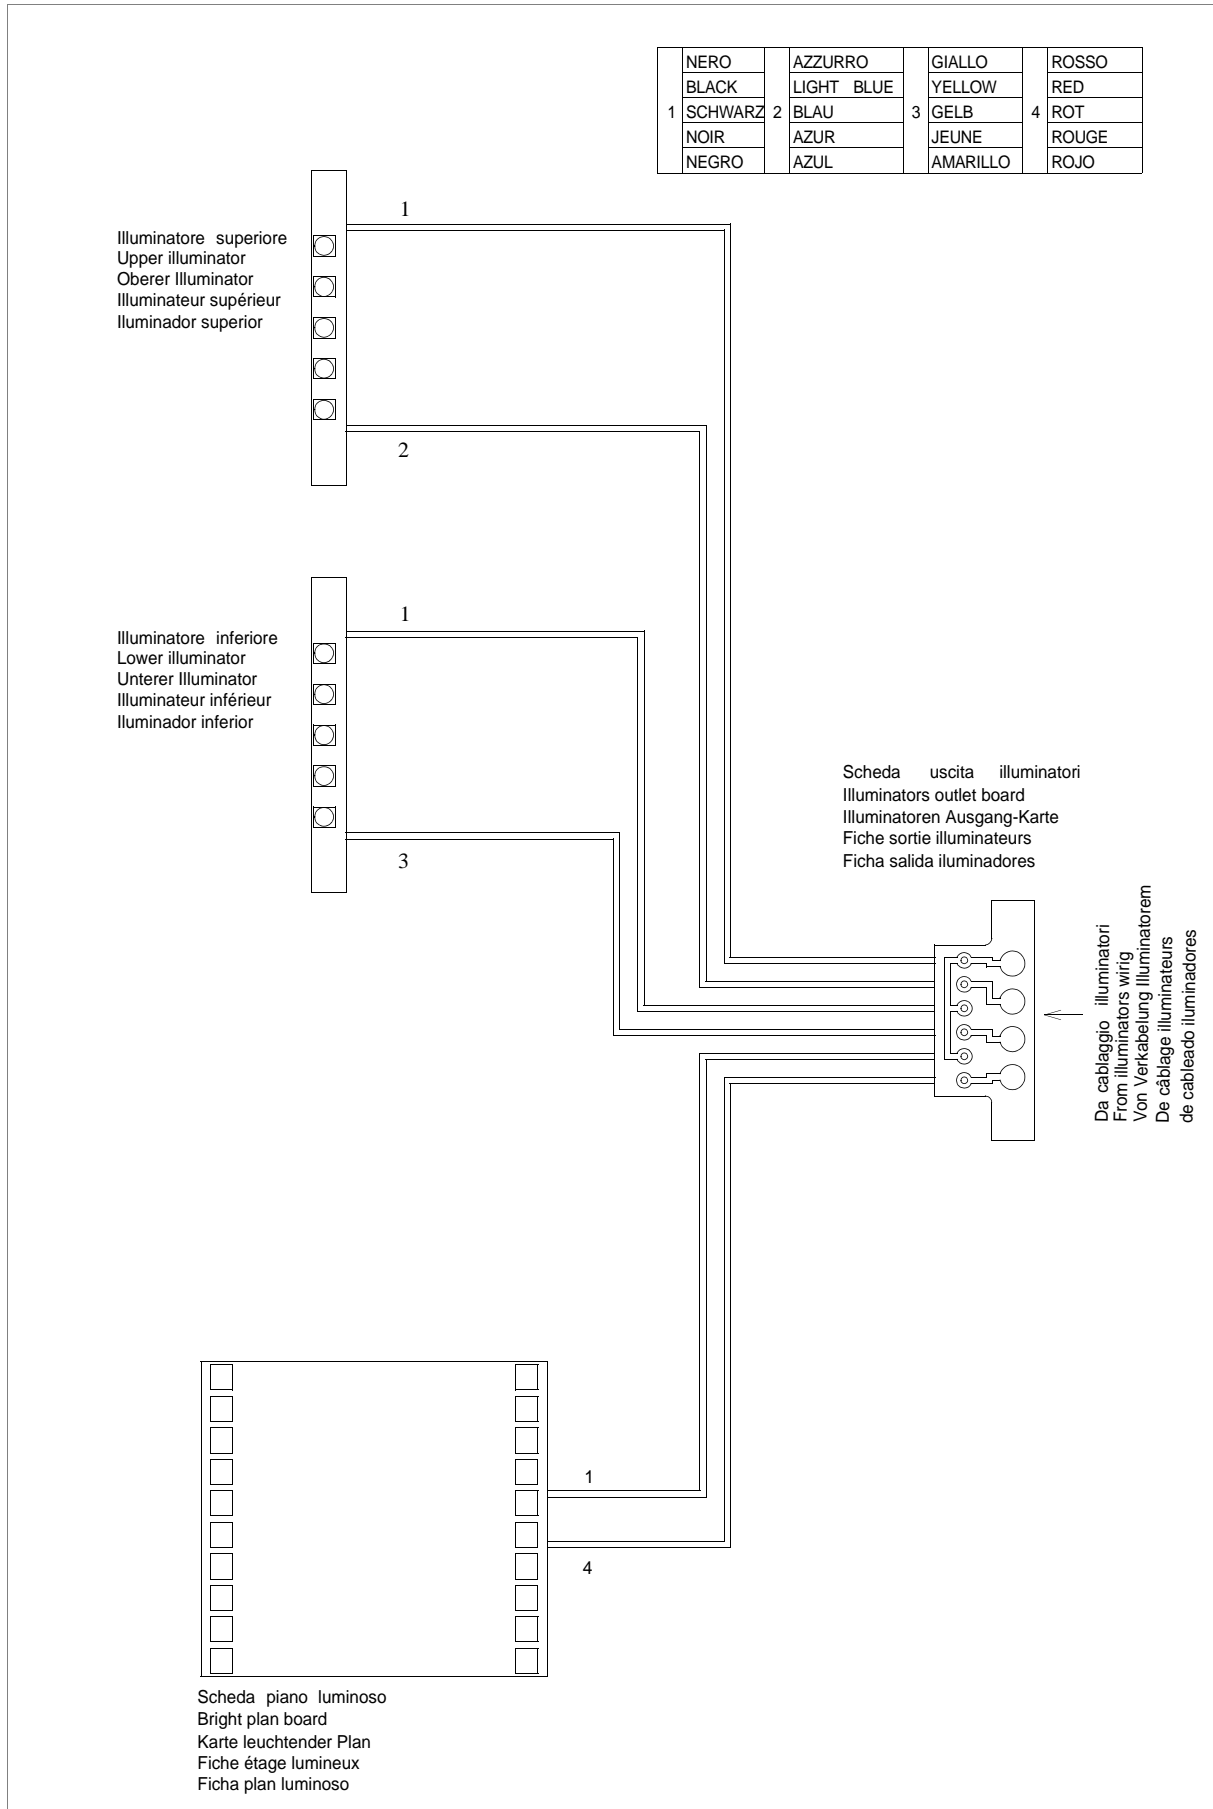 NERO AZZURRO GIALLO ROSSO
BLACK LIGHT BLUE YELLOW RED
1 SCHWARZ 2 BLAU 3 GELB 4 ROT
NOIR AZUR JEUNE ROUGE
NEGRO AZUL AMARILLO ROJO
1
Illuminatore superiore
Upper illuminator
Oberer Illuminator
Illuminateur supérieur
Iluminador superior
2
1
Illuminatore inferiore
Lower illuminator
Unterer Illuminator
Illuminateur inférieur
Iluminador inferior
3
Scheda uscita illuminatori
Illuminators outlet board
Illuminatoren Ausgang-Karte
Fiche sortie illuminateurs
Ficha salida iluminadores
Da cablaggio illuminatori
From illuminators wirig
Von Verkabelung Illuminatorem
De câblage illuminateurs
de cableado iluminadores
1
4
Scheda piano luminoso
Bright plan board
Karte leuchtender Plan
Fiche étage lumineux
Ficha plan luminoso